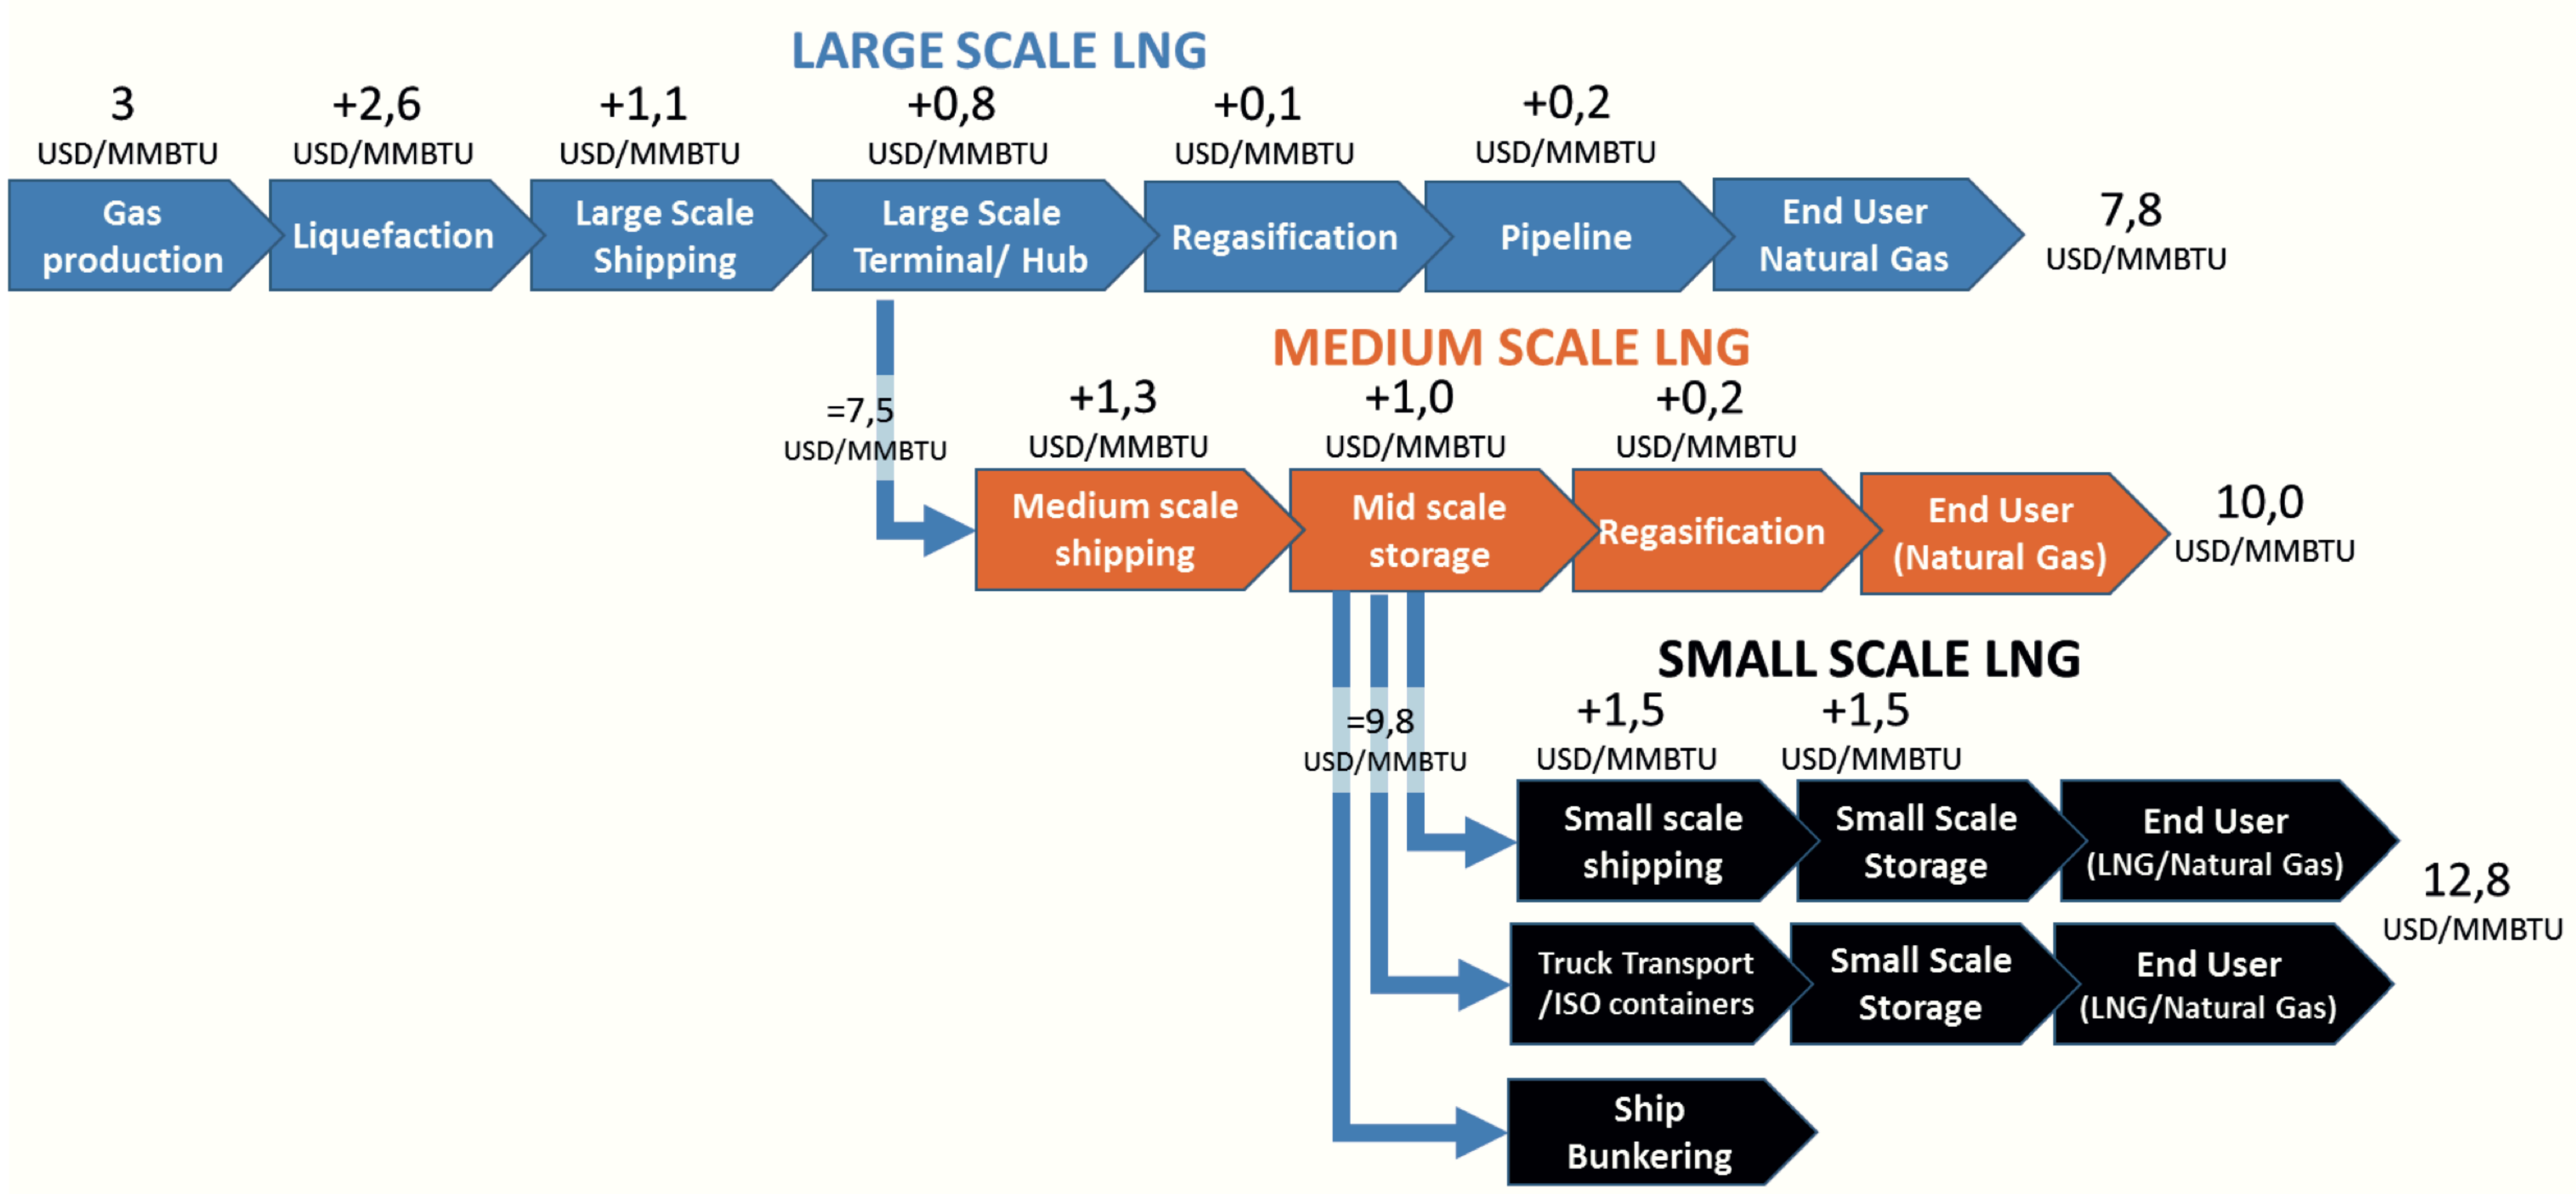 LARGE SCALE LNG
3
USD/MMBTU
+2,6
USD/MMBTU
+1,1
USD/MMBTU
+0,8
USD/MMBTU
+0,1
USD/MMBTU
+0,2
USD/MMBTU
Gas
production
Liquefaction
Large Scale
Shipping
Large Scale
Terminal/ Hub
Regasification
Pipeline
End User
Natural Gas
7,8
USD/MMBTU
MEDIUM SCALE LNG
=7,5
USD/MMBTU
+1,3
USD/MMBTU
+1,0
USD/MMBTU
+0,2
USD/MMBTU
Medium scale
shipping
Mid scale
storage
Regasification
End User
(Natural Gas)
10,0
USD/MMBTU
SMALL SCALE LNG
=9,8
USD/MMBTU
+1,5
USD/MMBTU
+1,5
USD/MMBTU
Small scale
shipping
Small Scale
Storage
End User
(LNG/Natural Gas)
12,8
USD/MMBTU
Truck Transport
/ISO containers
Small Scale
Storage
End User
(LNG/Natural Gas)
Ship
Bunkering